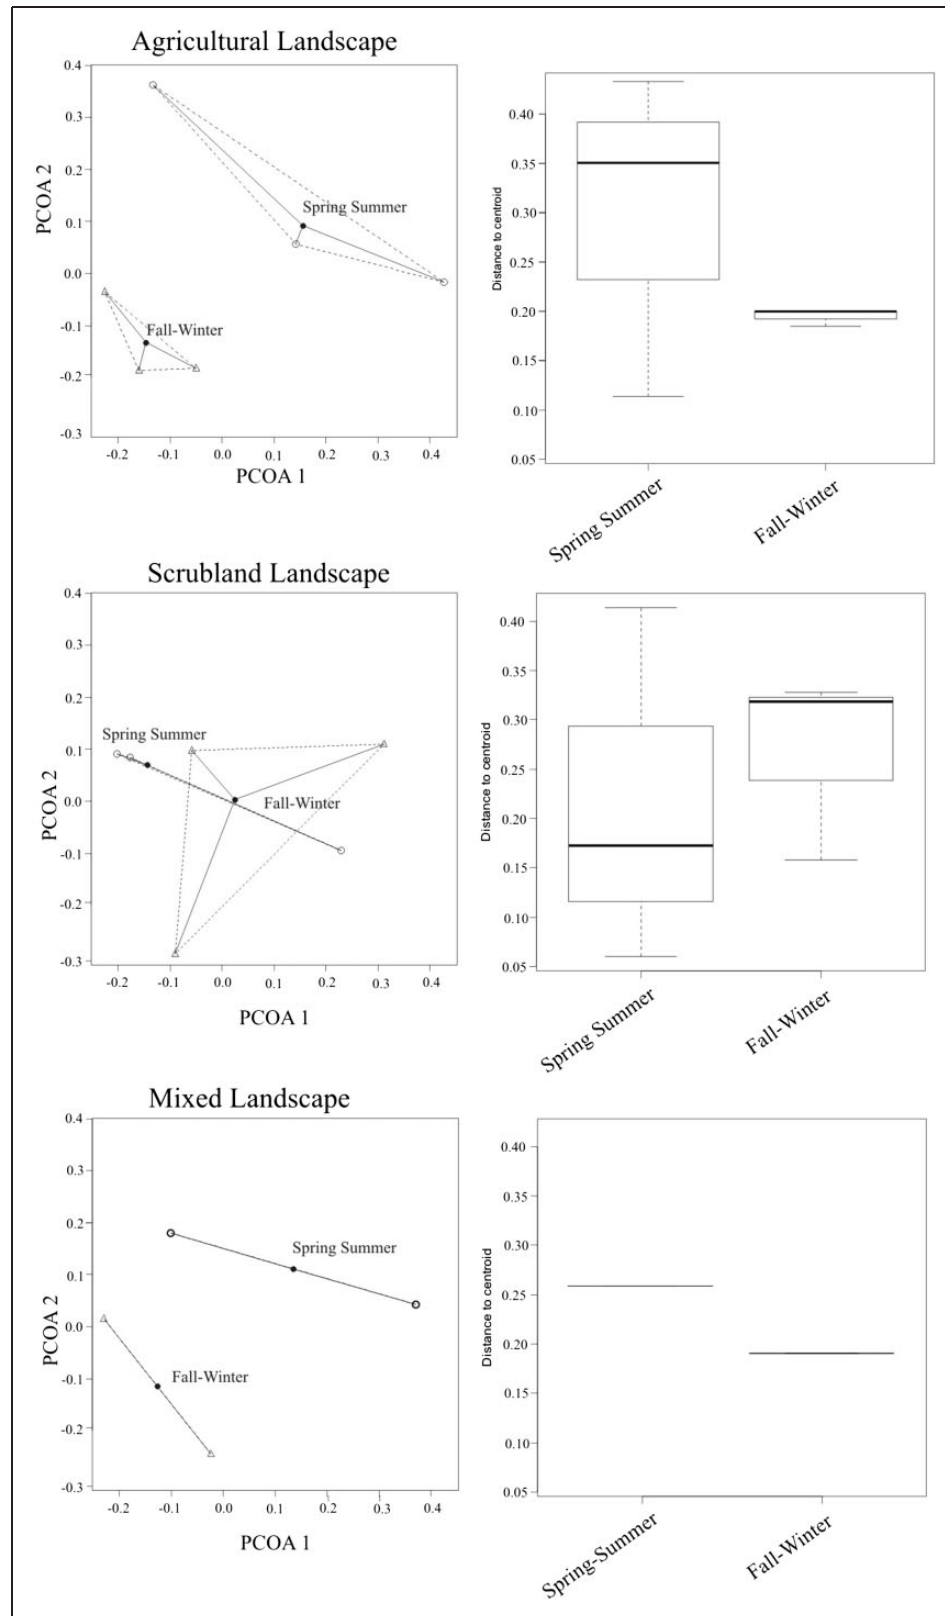 Agricultural Landscape
0.4
0.3
0.2
0.1
0.0
-0.1
-0.2
-0.3
PCOA 2
Spring Summer
Fall-Winter
-0.2 -0.1 0.0 0.1 0.2 0.3 0.4
PCOA 1
0.40
0.35
0.30
0.25
0.20
0.15
0.10
0.05
Distance to centroid
Spring Summer
Fall-Winter
Scrubland Landscape
0.4
0.3
0.2
0.1
0.0
-0.1
-0.2
-0.3
PCOA 2
Spring Summer
Fall-Winter
-0.2 -0.1 0.0 0.1 0.2 0.3 0.4
PCOA 1
0.40
0.35
0.30
0.25
0.20
0.15
0.10
0.05
Distance to centroid
Spring Summer
Fall-Winter
Mixed Landscape
0.4
0.3
0.2
0.1
0.0
-0.1
-0.2
-0.3
PCOA 2
Spring Summer
Fall-Winter
-0.2 -0.1 0.0 0.1 0.2 0.3 0.4
PCOA 1
0.40
0.35
0.30
0.25
0.20
0.15
0.10
0.05
Distance to centroid
Spring-Summer
Fall-Winter